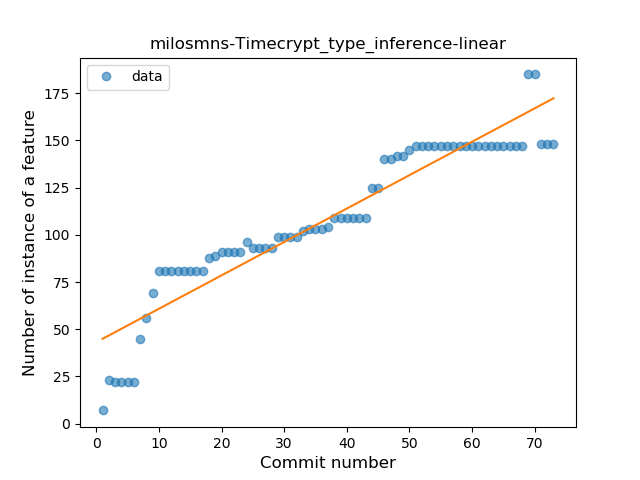 milosmns-Timecrypt_type_inference-linear
data
Number of instance of a feature
175
150
125
100
75
50
25
0
0 10 20 30 40 50 60 70
Commit number